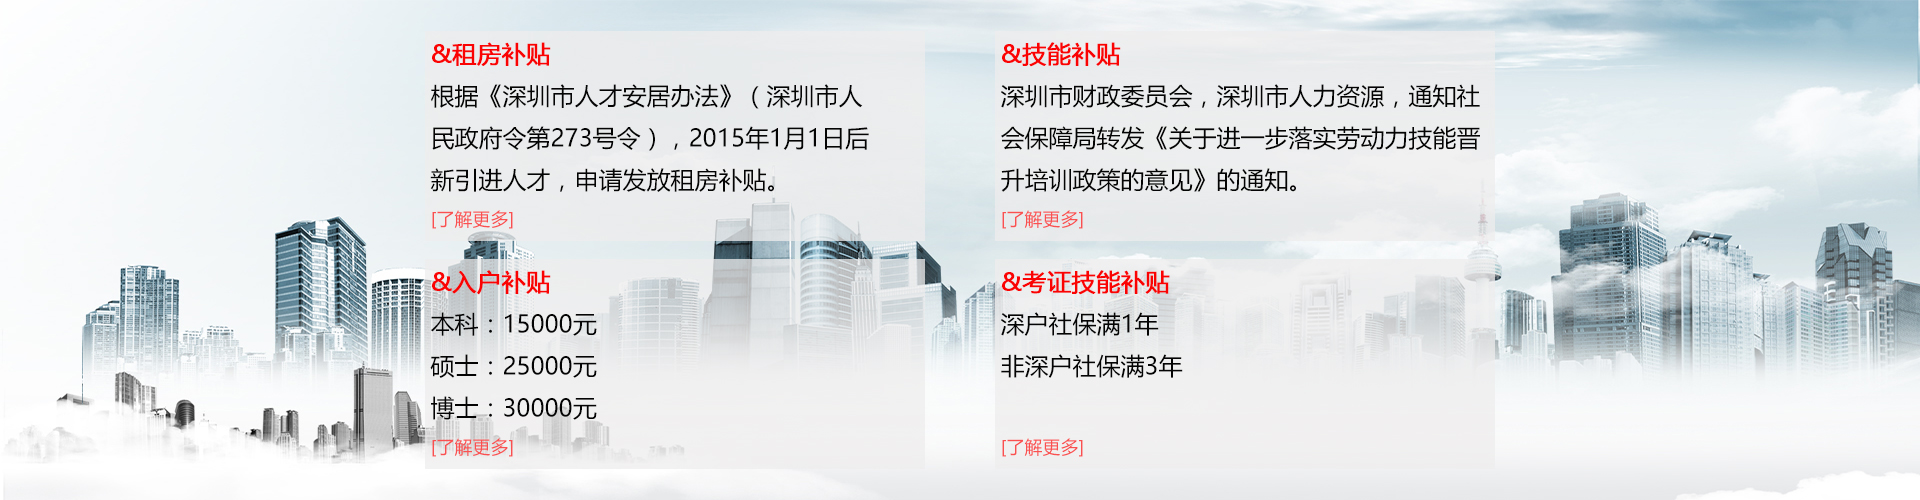 &租房补贴
根据《深圳市人才安居办法》（深圳市人
民政府令第273号令），2015年1月1日后
新引进人才，申请发放租房补贴。
[了解更多]
&技能补贴
深圳市财政委员会，深圳市人力资源，通知社
会保障局转发《关于进一步落实劳动力技能晋
升培训政策的意见》的通知。
[了解更多]
&入户补贴
本科：15000元
硕士：25000元
博士：30000元
[了解更多]
&考证技能补贴
深户社保满1年
非深户社保满3年
[了解更多]